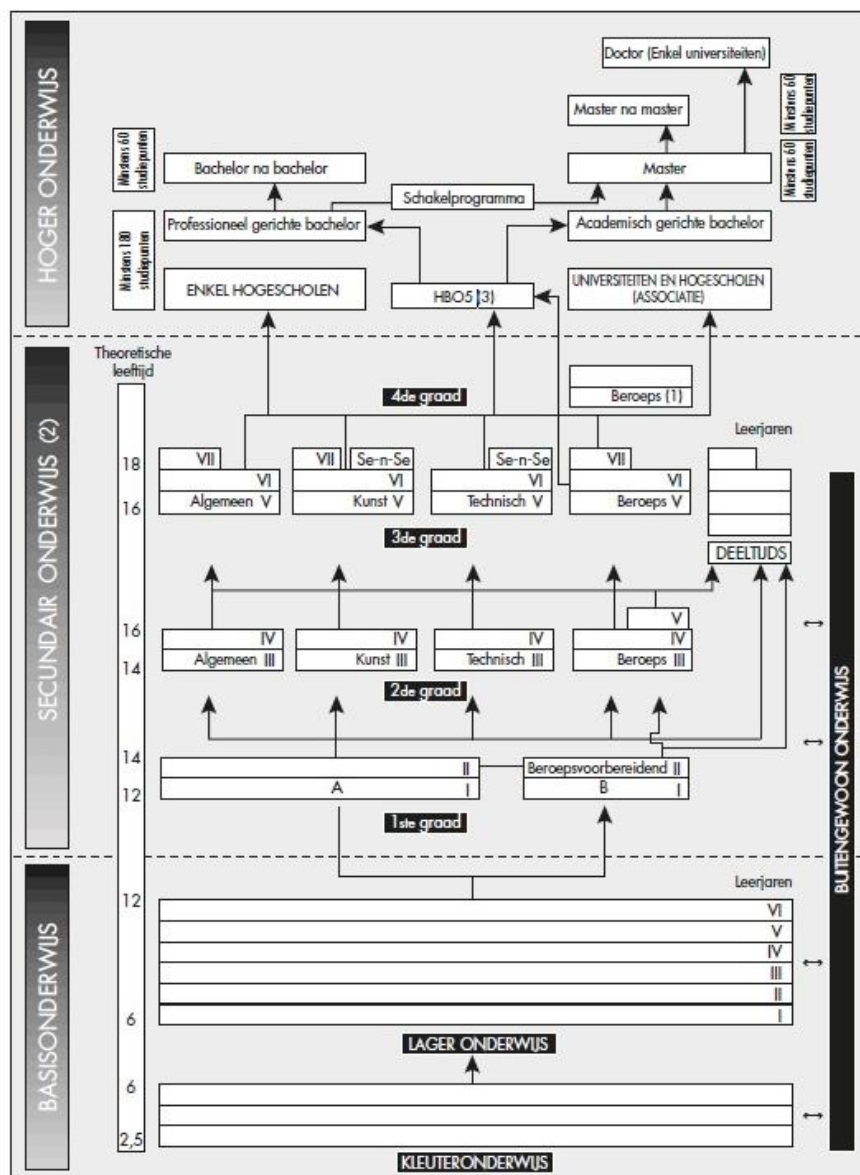 HOGER ONDERWIJS
Doctor (Enkel universiteiten)
Minstens 60
studiepunten
Master na master
Minstens 60
studiepunten
Bachelor na bachelor
Master
Minstens 60
studiepunten
Schakelprogramma
Minstens 180
studiepunten
Professioneel gerichte bachelor
Academisch gerichte bachelor
ENKEL HOGESCHOLEN
HBO5 (3)
UNIVERSITEITEN EN HOGESCHOLEN
(ASSOCIATIE)
SECUNDAIR ONDERWIJS (2)
Theoretische
leeftijd
4de graad
Beroeps (1)
Leerjaren
18
VII
VII
Se-n-Se
Se-n-Se
VII
VI
VI
VI
VI
16
Algemeen V
Kunst V
Technisch V
Beroeps V
3de graad
DEELTIJDS
V
16
IV
IV
IV
IV
14
Algemeen III
Kunst III
Technisch III
Beroeps III
2de graad
14
II
Beroepsvoorbereidend II
12
A
I
B
I
1ste graad
BUITENGEWOON ONDERWIJS
BASISONDERWIJS
Leerjaren
12
VI
V
IV
III
II
6
I
LAGER ONDERWIJS
6
2,5
KLEUTERONDERWIJS